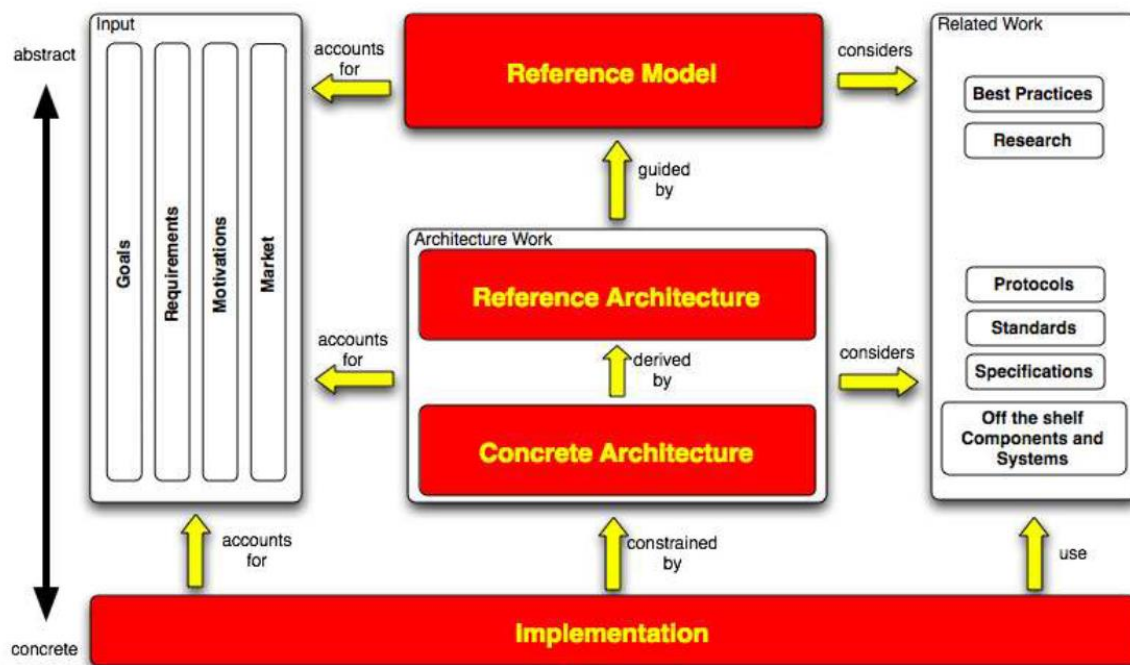 Input
Related Work
abstract
accounts
for
Reference Model
considers
Best Practices
Research
guided
by
Goals
Requirements
Motivations
Market
Architecture Work
Reference Architecture
Protocols
accounts
for
derived
by
considers
Standards
Specifications
Concrete Architecture
Off the shelf
Components and
Systems
accounts
for
constrained
by
use
Implementation
concrete